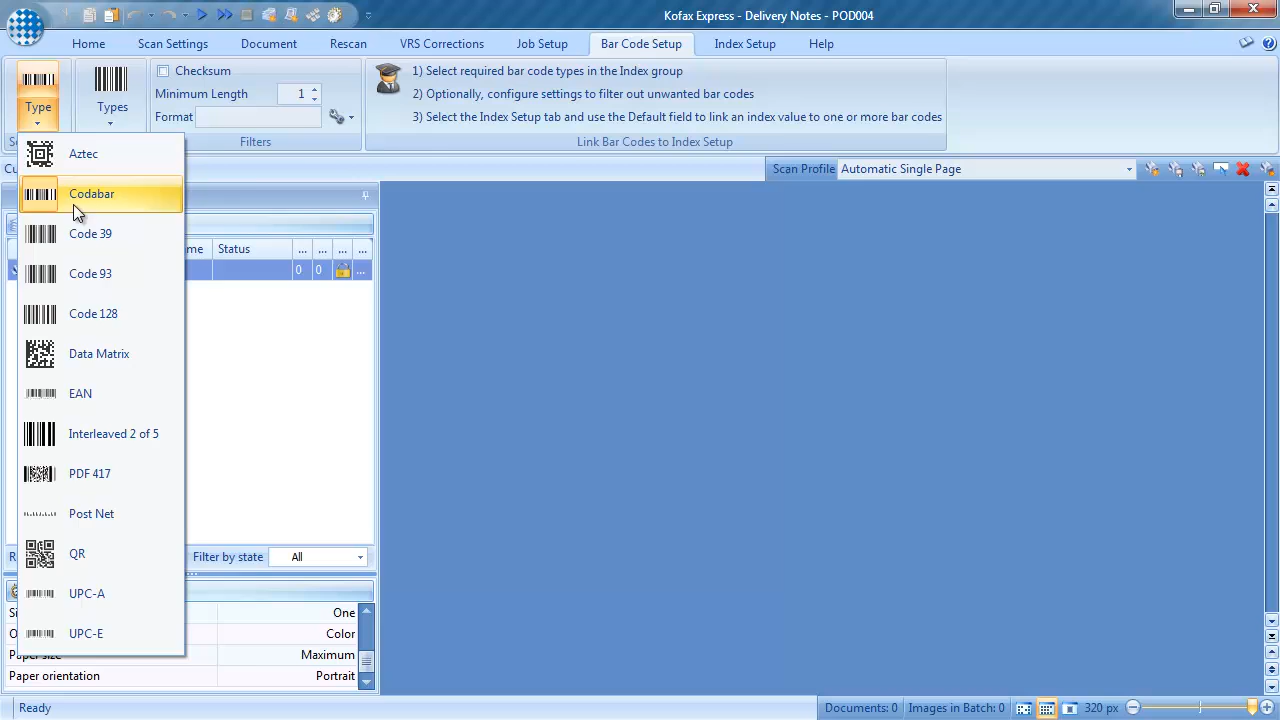 Kofax Express - Delivery Notes - POD004
Home
Scan Settings
Document
Rescan
VRS Corrections
Job Setup
Bar Code Setup
Index Setup
Help
Type
Types
Checksum
Minimum Length
1
Format
Filters
1) Select required bar code types in the Index group
2) Optionally, configure settings to filter out unwanted bar codes
3) Select the Index Setup tab and use the Default field to link an index value to one or more bar codes
Link Bar Codes to Index Setup
Scan Profile
Automatic Single Page
Aztec
Codabar
Code 39
Code 93
Code 128
Data Matrix
EAN
Interleaved 2 of 5
PDF 417
Post Net
QR
UPC-A
UPC-E
Status
... ... ... ...
0 0 ...
Filter by state
All
One
Color
Paper size
Maximum
Paper orientation
Portrait
Ready
Documents: 0
Images in Batch: 0
320 px